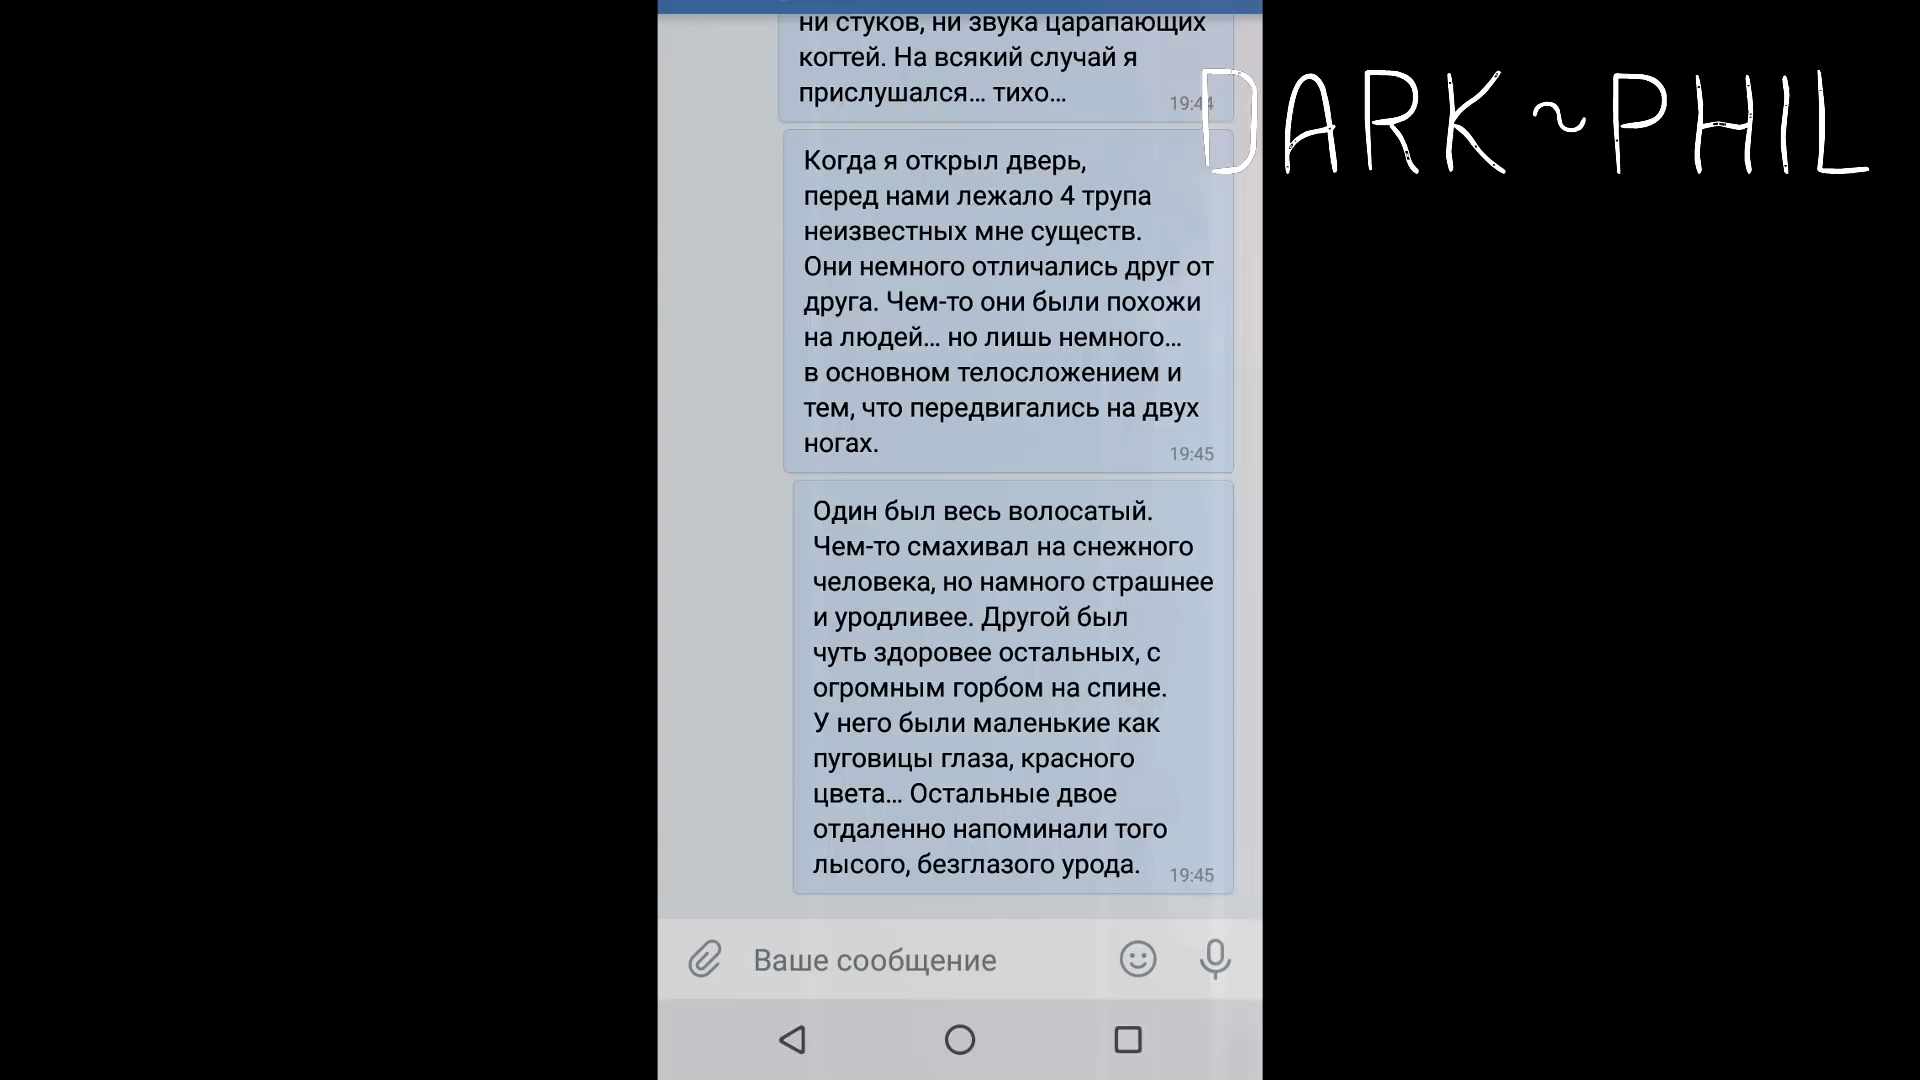 ни стуков, ни звука царапающих
когтей. На всякий случай я
прислушался... тихо...
19:44
DARK~PHIL
Когда я открыл дверь,
перед нами лежало 4 трупа
неизвестных мне существ.
Они немного отличались друг от
друга. Чем-то они были похожи
на людей... но лишь немного...
в основном телосложением и
тем, что передвигались на двух
ногах.
19:45
Один был весь волосатый.
Чем-то смахивал на снежного
человека, но намного страшнее
и уродливее. Другой был
чуть здоровее остальных, с
огромным горбом на спине.
У него были маленькие как
пуговицы глаза, красного
цвета... Остальные двое
отдаленно напоминали того
лысого, безглазого урода.
19:45
Ваше сообщение